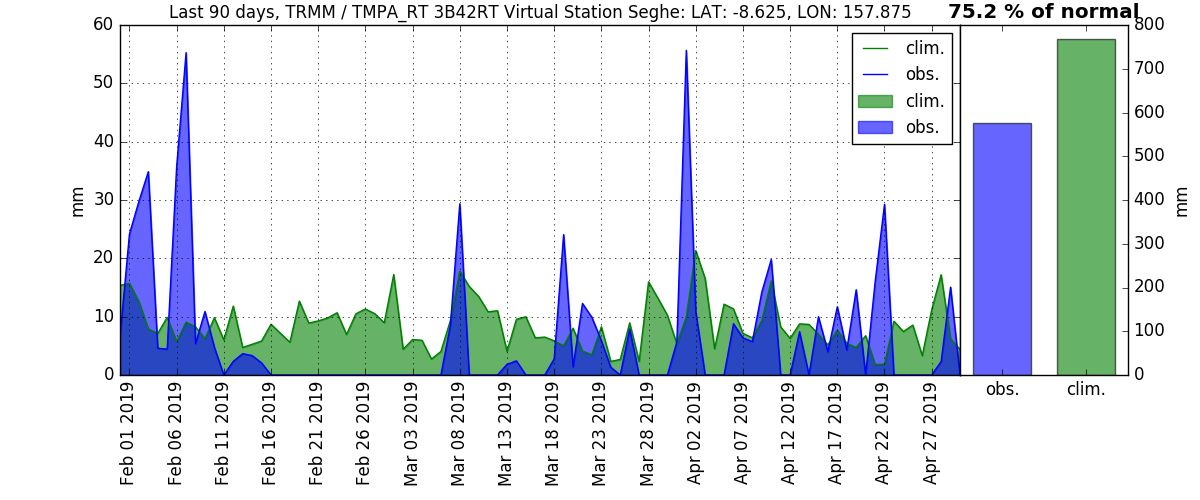 Last 90 days, TRMM / TMPA_RT 3B42RT Virtual Station Seghe: LAT: -8.625, LON: 157.875
75.2 % of normal
60
50
40
30
20
10
0
mm
clim.
obs.
clim.
obs.
800
700
600
500
400
300
200
100
0
mm
Feb 01 2019
Feb 06 2019
Feb 11 2019
Feb 16 2019
Feb 21 2019
Feb 26 2019
Mar 03 2019
Mar 08 2019
Mar 13 2019
Mar 18 2019
Mar 23 2019
Mar 28 2019
Apr 02 2019
Apr 07 2019
Apr 12 2019
Apr 17 2019
Apr 22 2019
Apr 27 2019
obs.
clim.